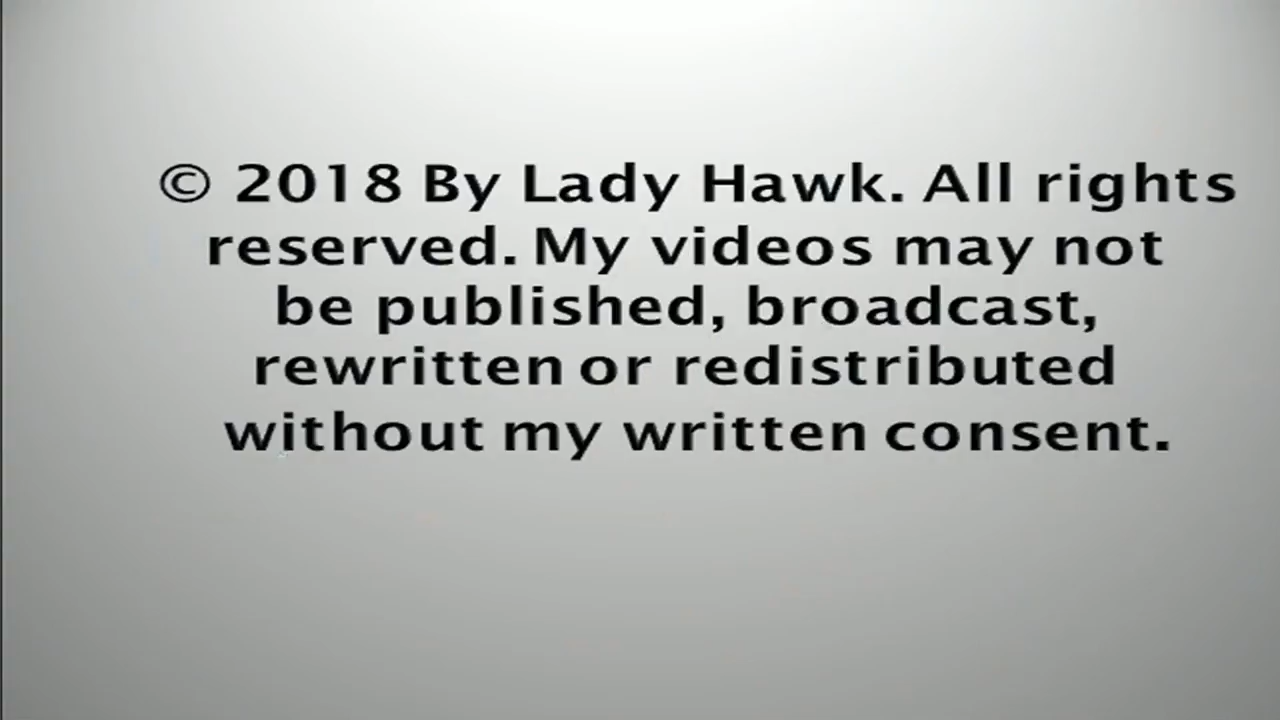 © 2018 By Lady Hawk. All rights
reserved. My videos may not
be published, broadcast,
rewritten or redistributed
without my written consent.